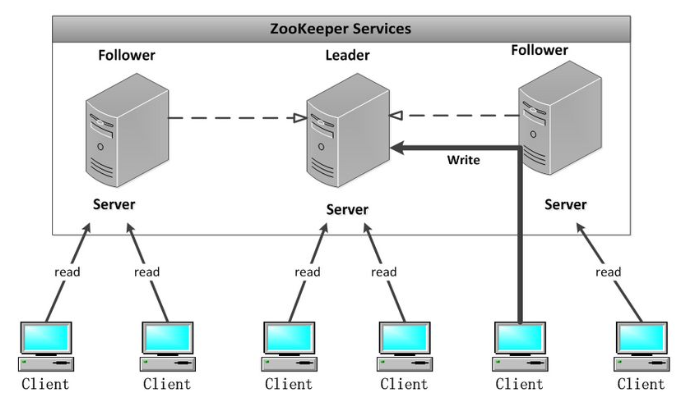 ZooKeeper Services
Follower
Leader
Follower
Write
Server
Server
Server
read
read
read
read
read
Client
Client
Client
Client
Client
Client